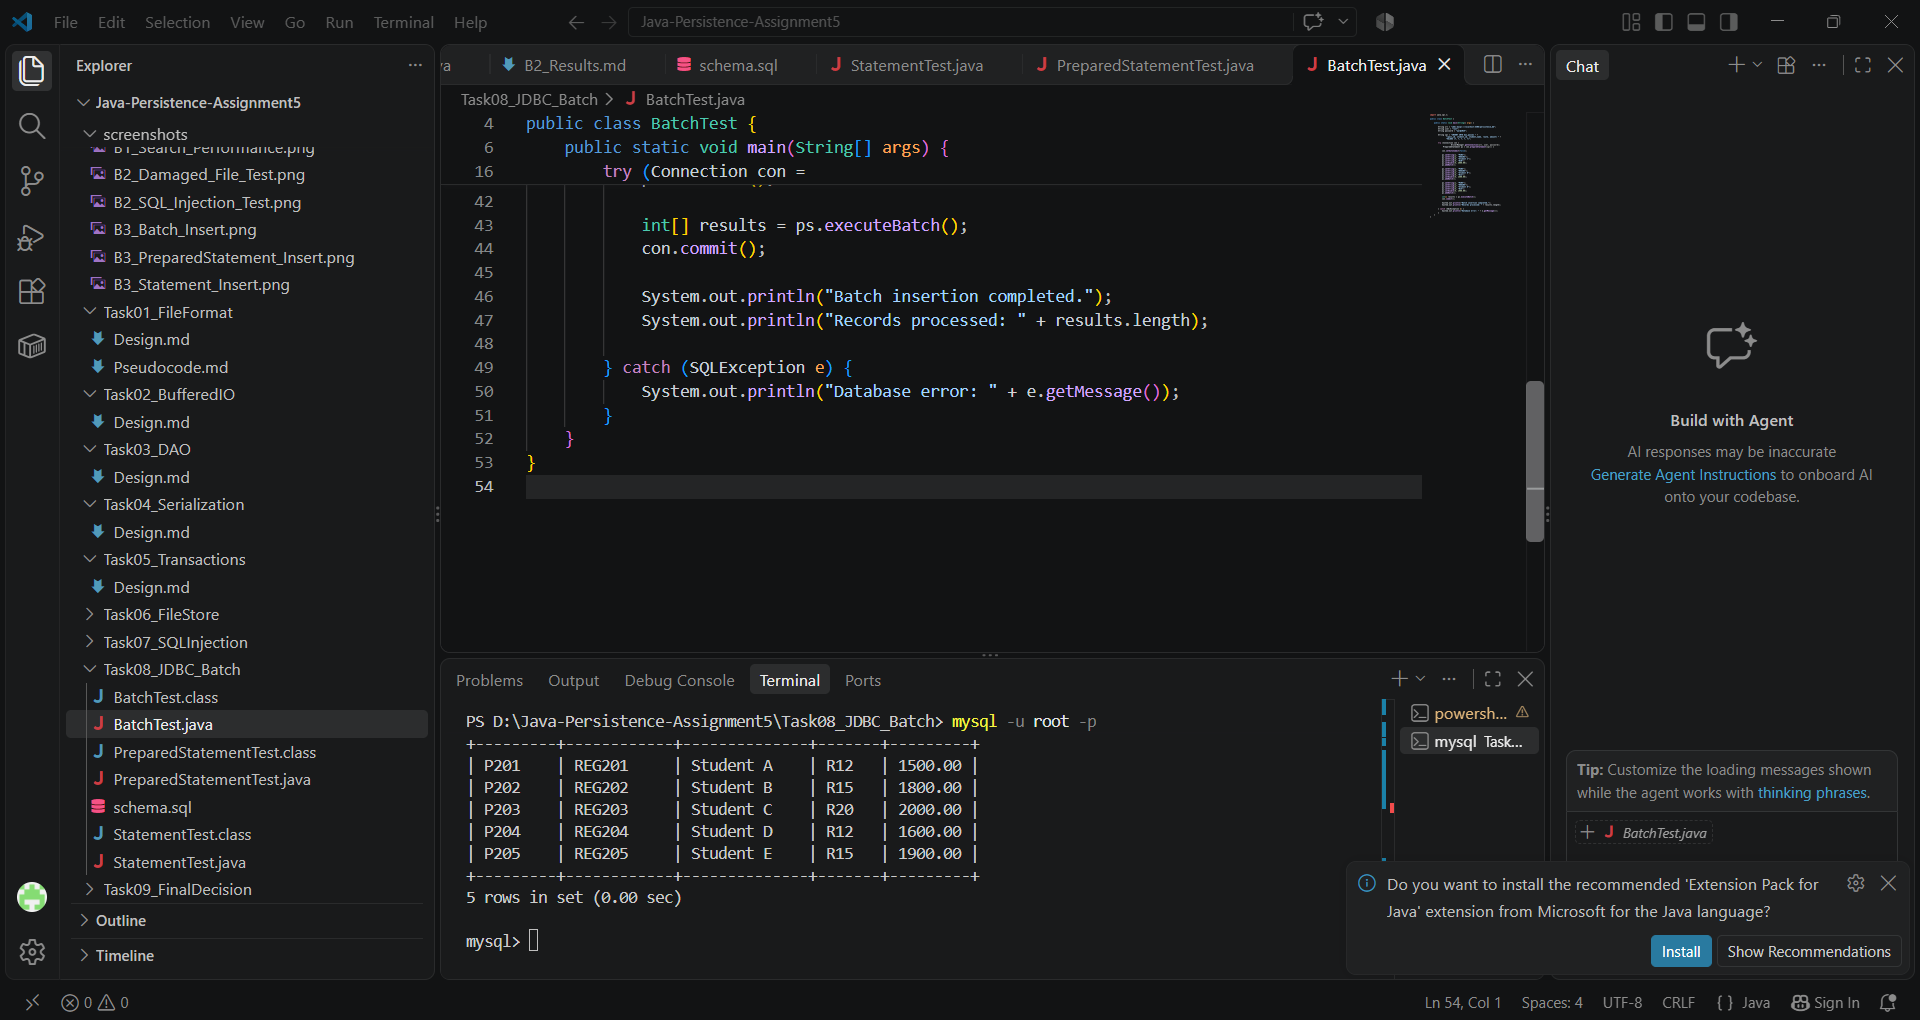 File Edit Selection View Go Run Terminal Help
Java-Persistence-Assignment5
Explorer
Java-Persistence-Assignment5
screenshots
B1_Search_Performance.png
B2_Damaged_File_Test.png
B2_SQL_Injection_Test.png
B3_Batch_Insert.png
B3_PreparedStatement_Insert.png
B3_Statement_Insert.png
Task01_FileFormat
Design.md
Pseudocode.md
Task02_BufferedIO
Design.md
Task03_DAO
Design.md
Task04_Serialization
Design.md
Task05_Transactions
Design.md
Task06_FileStore
Task07_SQLInjection
Task08_JDBC_Batch
BatchTest.class
BatchTest.java
PreparedStatementTest.class
PreparedStatementTest.java
schema.sql
StatementTest.class
StatementTest.java
Task09_FinalDecision
Outline
Timeline
va B2_Results.md schema.sql StatementTest.java PreparedStatementTest.java BatchTest.java
Task08_JDBC_Batch > BatchTest.java
4 public class BatchTest {
6 public static void main(String[] args) {
16 try (Connection con =
42
43 int[] results = ps.executeBatch();
44 con.commit();
45
46 System.out.println("Batch insertion completed.");
47 System.out.println("Records processed: " + results.length);
48
49 } catch (SQLException e) {
50 System.out.println("Database error: " + e.getMessage());
51 }
52 }
53 }
54
Problems Output Debug Console Terminal Ports
PS D:\Java-Persistence-Assignment5\Task08_JDBC_Batch> mysql -u root -p
+---------+-----------+--------------+-------+---------+
| P201 | REG201 | Student A | R12 | 1500.00 |
| P202 | REG202 | Student B | R15 | 1800.00 |
| P203 | REG203 | Student C | R20 | 2000.00 |
| P204 | REG204 | Student D | R12 | 1600.00 |
| P205 | REG205 | Student E | R15 | 1900.00 |
+---------+-----------+--------------+-------+---------+
5 rows in set (0.00 sec)
mysql>
powersh...
mysql Task...
Chat
Build with Agent
AI responses may be inaccurate
Generate Agent Instructions to onboard AI
onto your codebase.
Tip: Customize the loading messages shown
while the agent works with thinking phrases.
BatchTest.java
Do you want to install the recommended 'Extension Pack for
Java' extension from Microsoft for the Java language?
Install Show Recommendations
0 0
Ln 54, Col 1 Spaces: 4 UTF-8 CRLF { } Java Sign In